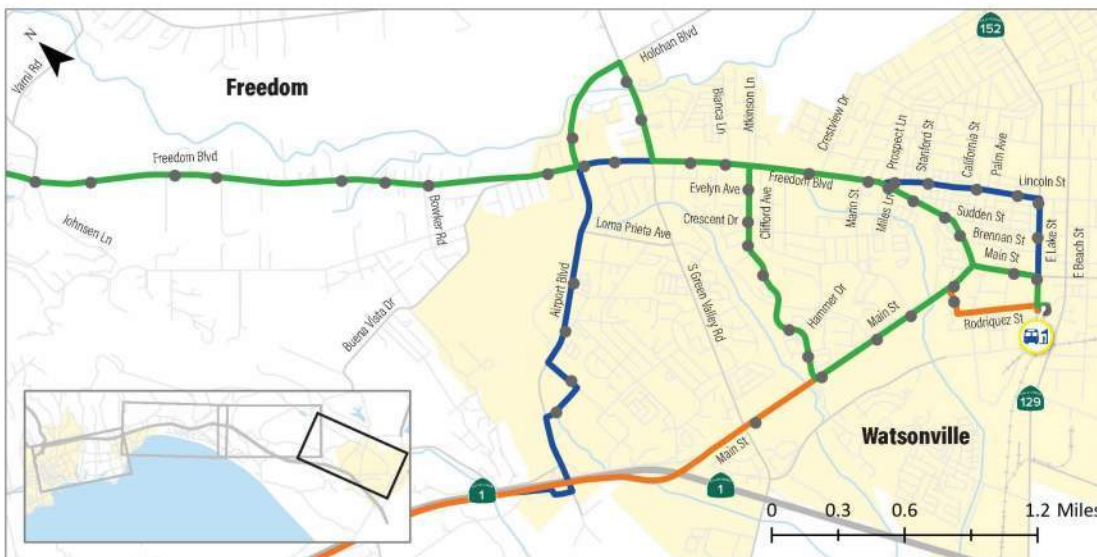 N
Varni Rd
Freedom
Holohan Blvd
152
Bianca Ln
Atkinson Ln
Crestview Dr
Prospect Ln
Stanford St
California St
Palm Ave
Lincoln St
Freedom Blvd
Freedom Blvd
Johnsen Ln
Bowker Rd
Evelyn Ave
Crescent Dr
Clifford Ave
Mann St
Miles Ln
Sudden St
Brennan St
Main St
E Lake St
E Beach St
Loma Prieta Ave
Buena Vista Dr
Airport Blvd
S Green Valley Rd
Hammer Dr
Main St
Rodriquez St
129
Main St
Watsonville
1
1
0 0.3 0.6 1.2 Miles